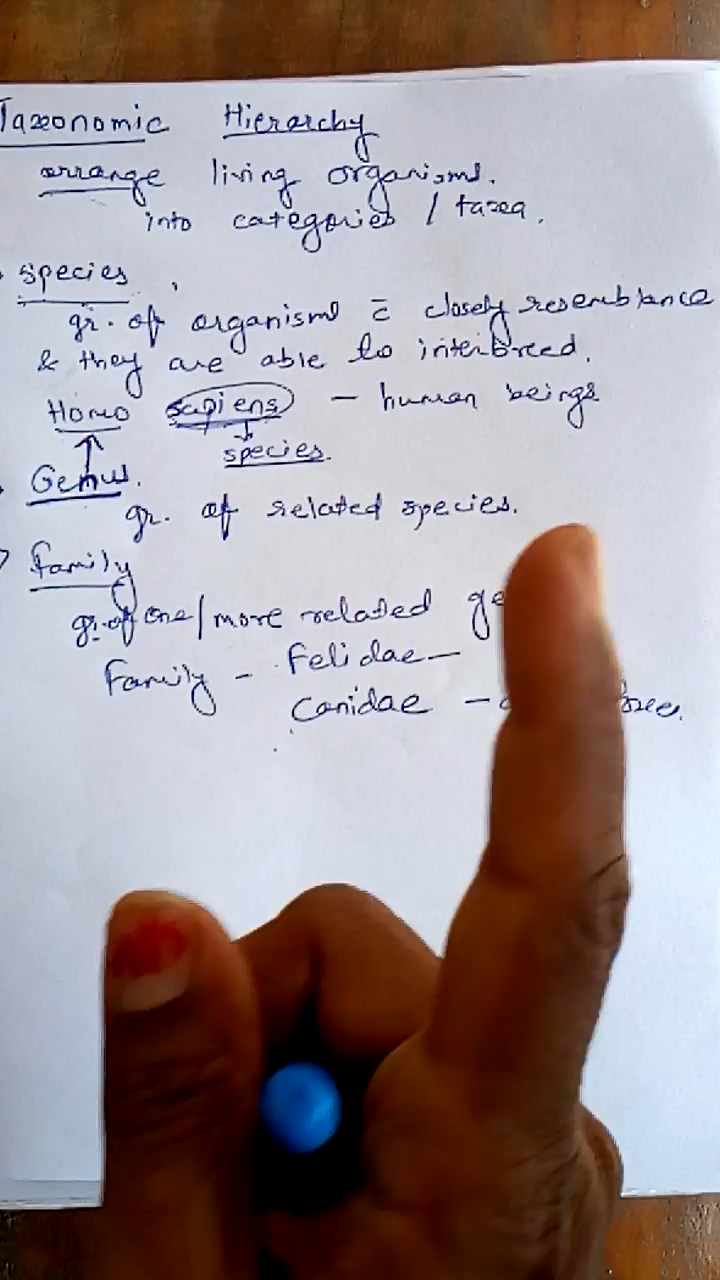 Taxonomic Hierarchy
arrange living organisms.
into categories / taxa.
species,
gr. of organisms c̄ closely resemblance
& they are able to interbreed.
Homo sapiens - human beings
species.
Genus.
gr. of related species.
Family
gr. of one/more related
Family - Felidae -
Canidae -